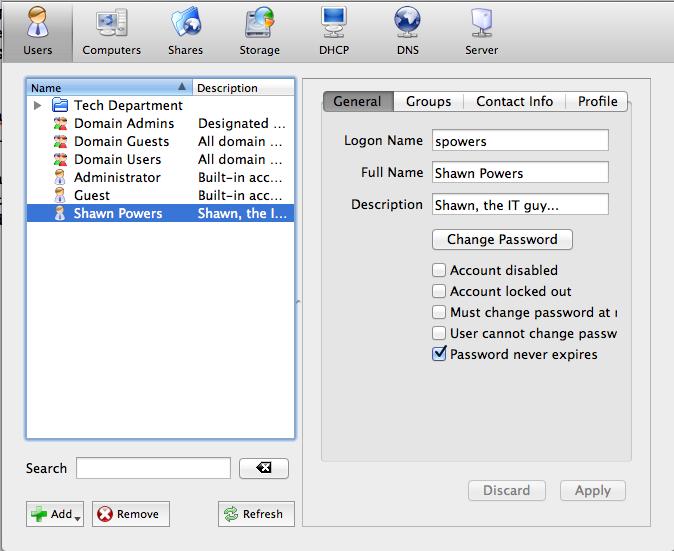 Users Computers Shares Storage DHCP DNS Server
Name Description
Tech Department
Domain Admins Designated ...
Domain Guests All domain ...
Domain Users All domain ...
Administrator Built-in acc...
Guest Built-in acc...
Shawn Powers Shawn, the I...
General Groups Contact Info Profile
Logon Name spowers
Full Name Shawn Powers
Description Shawn, the IT guy...
Change Password
Account disabled
Account locked out
Must change password at
User cannot change passw
Password never expires
Search
Discard Apply
Add Remove Refresh